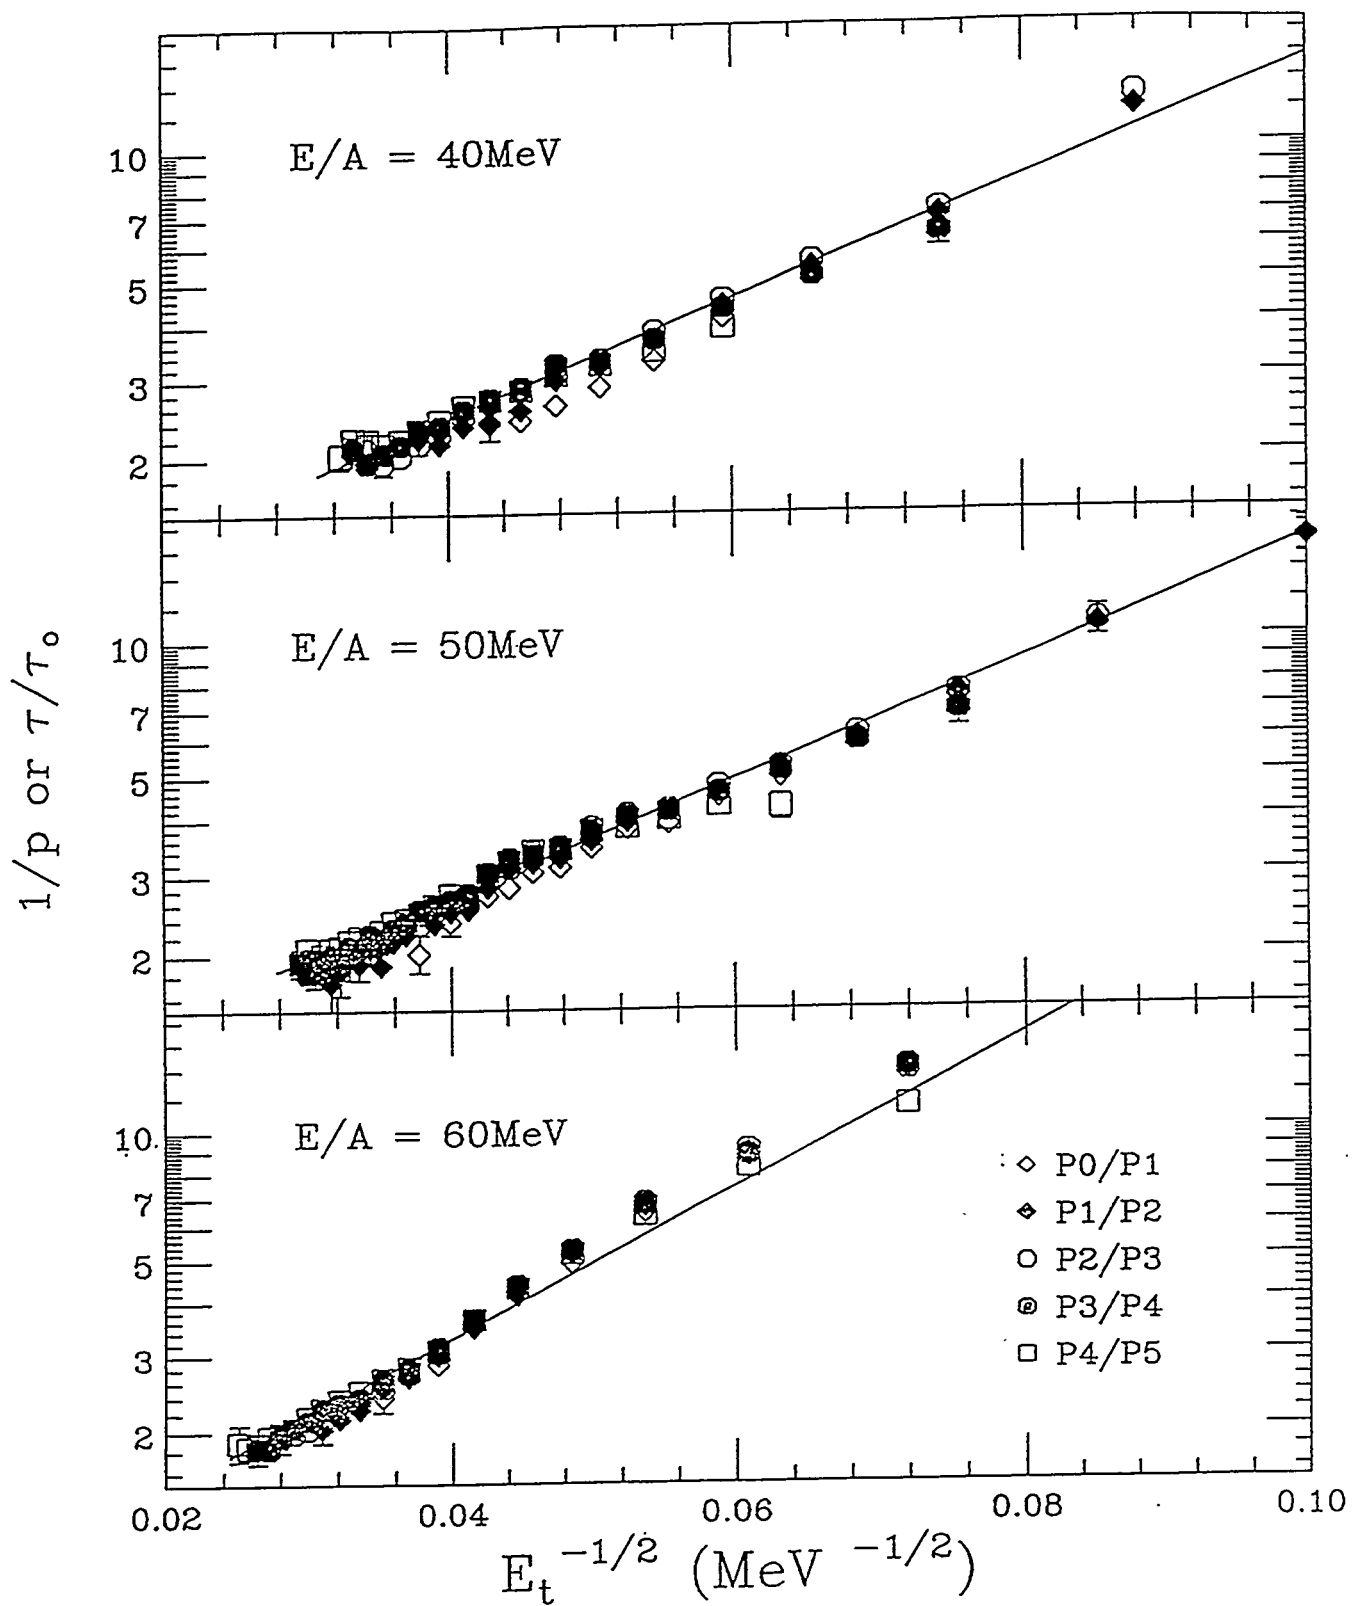 E/A = 40MeV
10
7
5
3
2
E/A = 50MeV
10
7
5
3
2
1/p or τ/τ₀
E/A = 60MeV
10
7
5
3
2
P0/P1
P1/P2
P2/P3
P3/P4
P4/P5
0.02
0.04
0.06
0.08
0.10
E_t ^-1/2 (MeV ^-1/2)